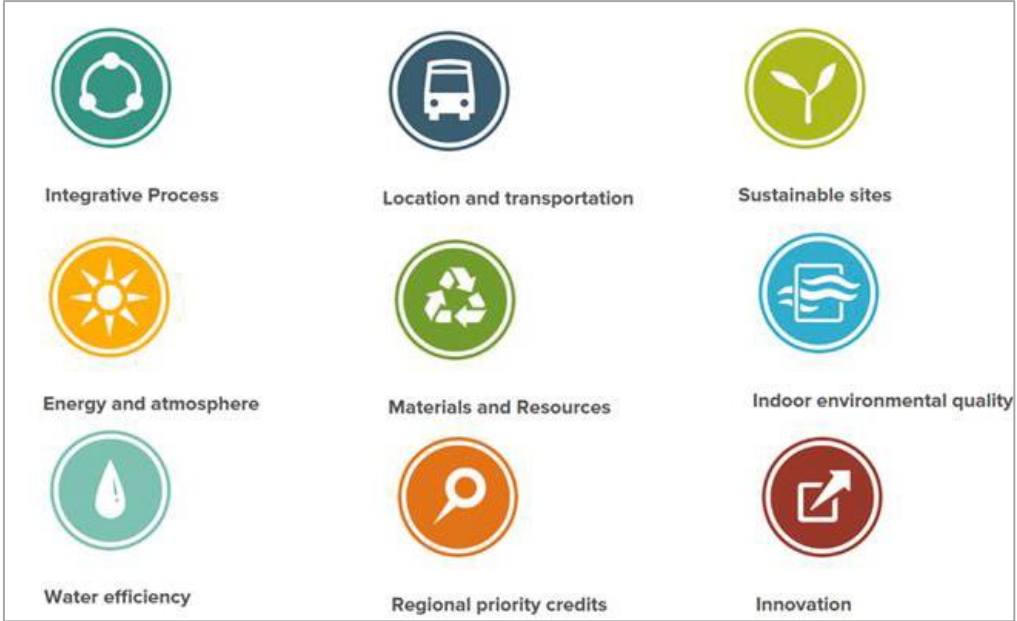 Integrative Process
Location and transportation
Sustainable sites
Energy and atmosphere
Materials and Resources
Indoor environmental quality
Water efficiency
Regional priority credits
Innovation